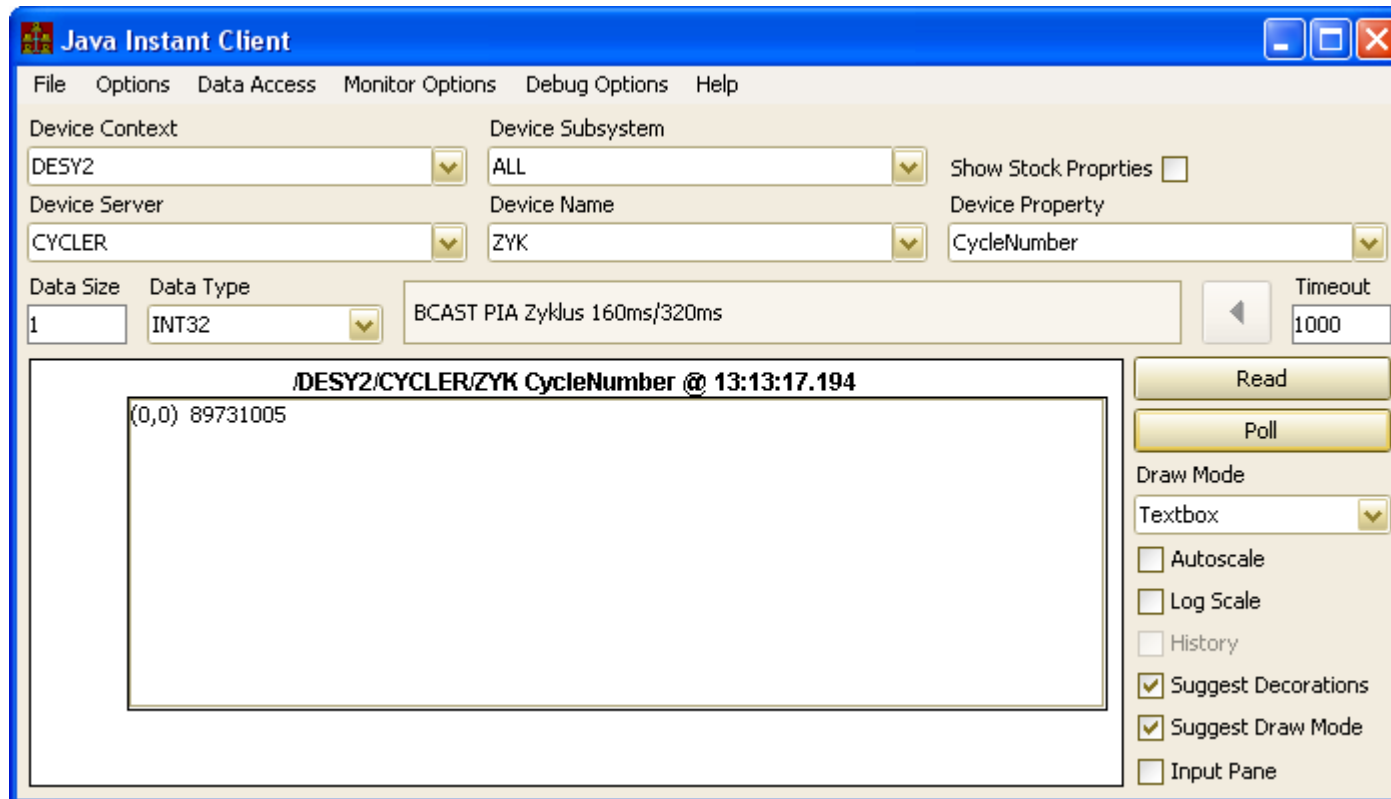 Java Instant Client
File Options Data Access Monitor Options Debug Options Help
Device Context Device Subsystem
DESY2 ALL Show Stock Proprties
Device Server Device Name Device Property
CYCLER ZYK CycleNumber
Data Size Data Type Timeout
1 INT32 BCAST PIA Zyklus 160ms/320ms 1000
/DESY2/CYCLER/ZYK CycleNumber @ 13:13:17.194
(0,0) 89731005
Read
Poll
Draw Mode
Textbox
Autoscale
Log Scale
History
Suggest Decorations
Suggest Draw Mode
Input Pane